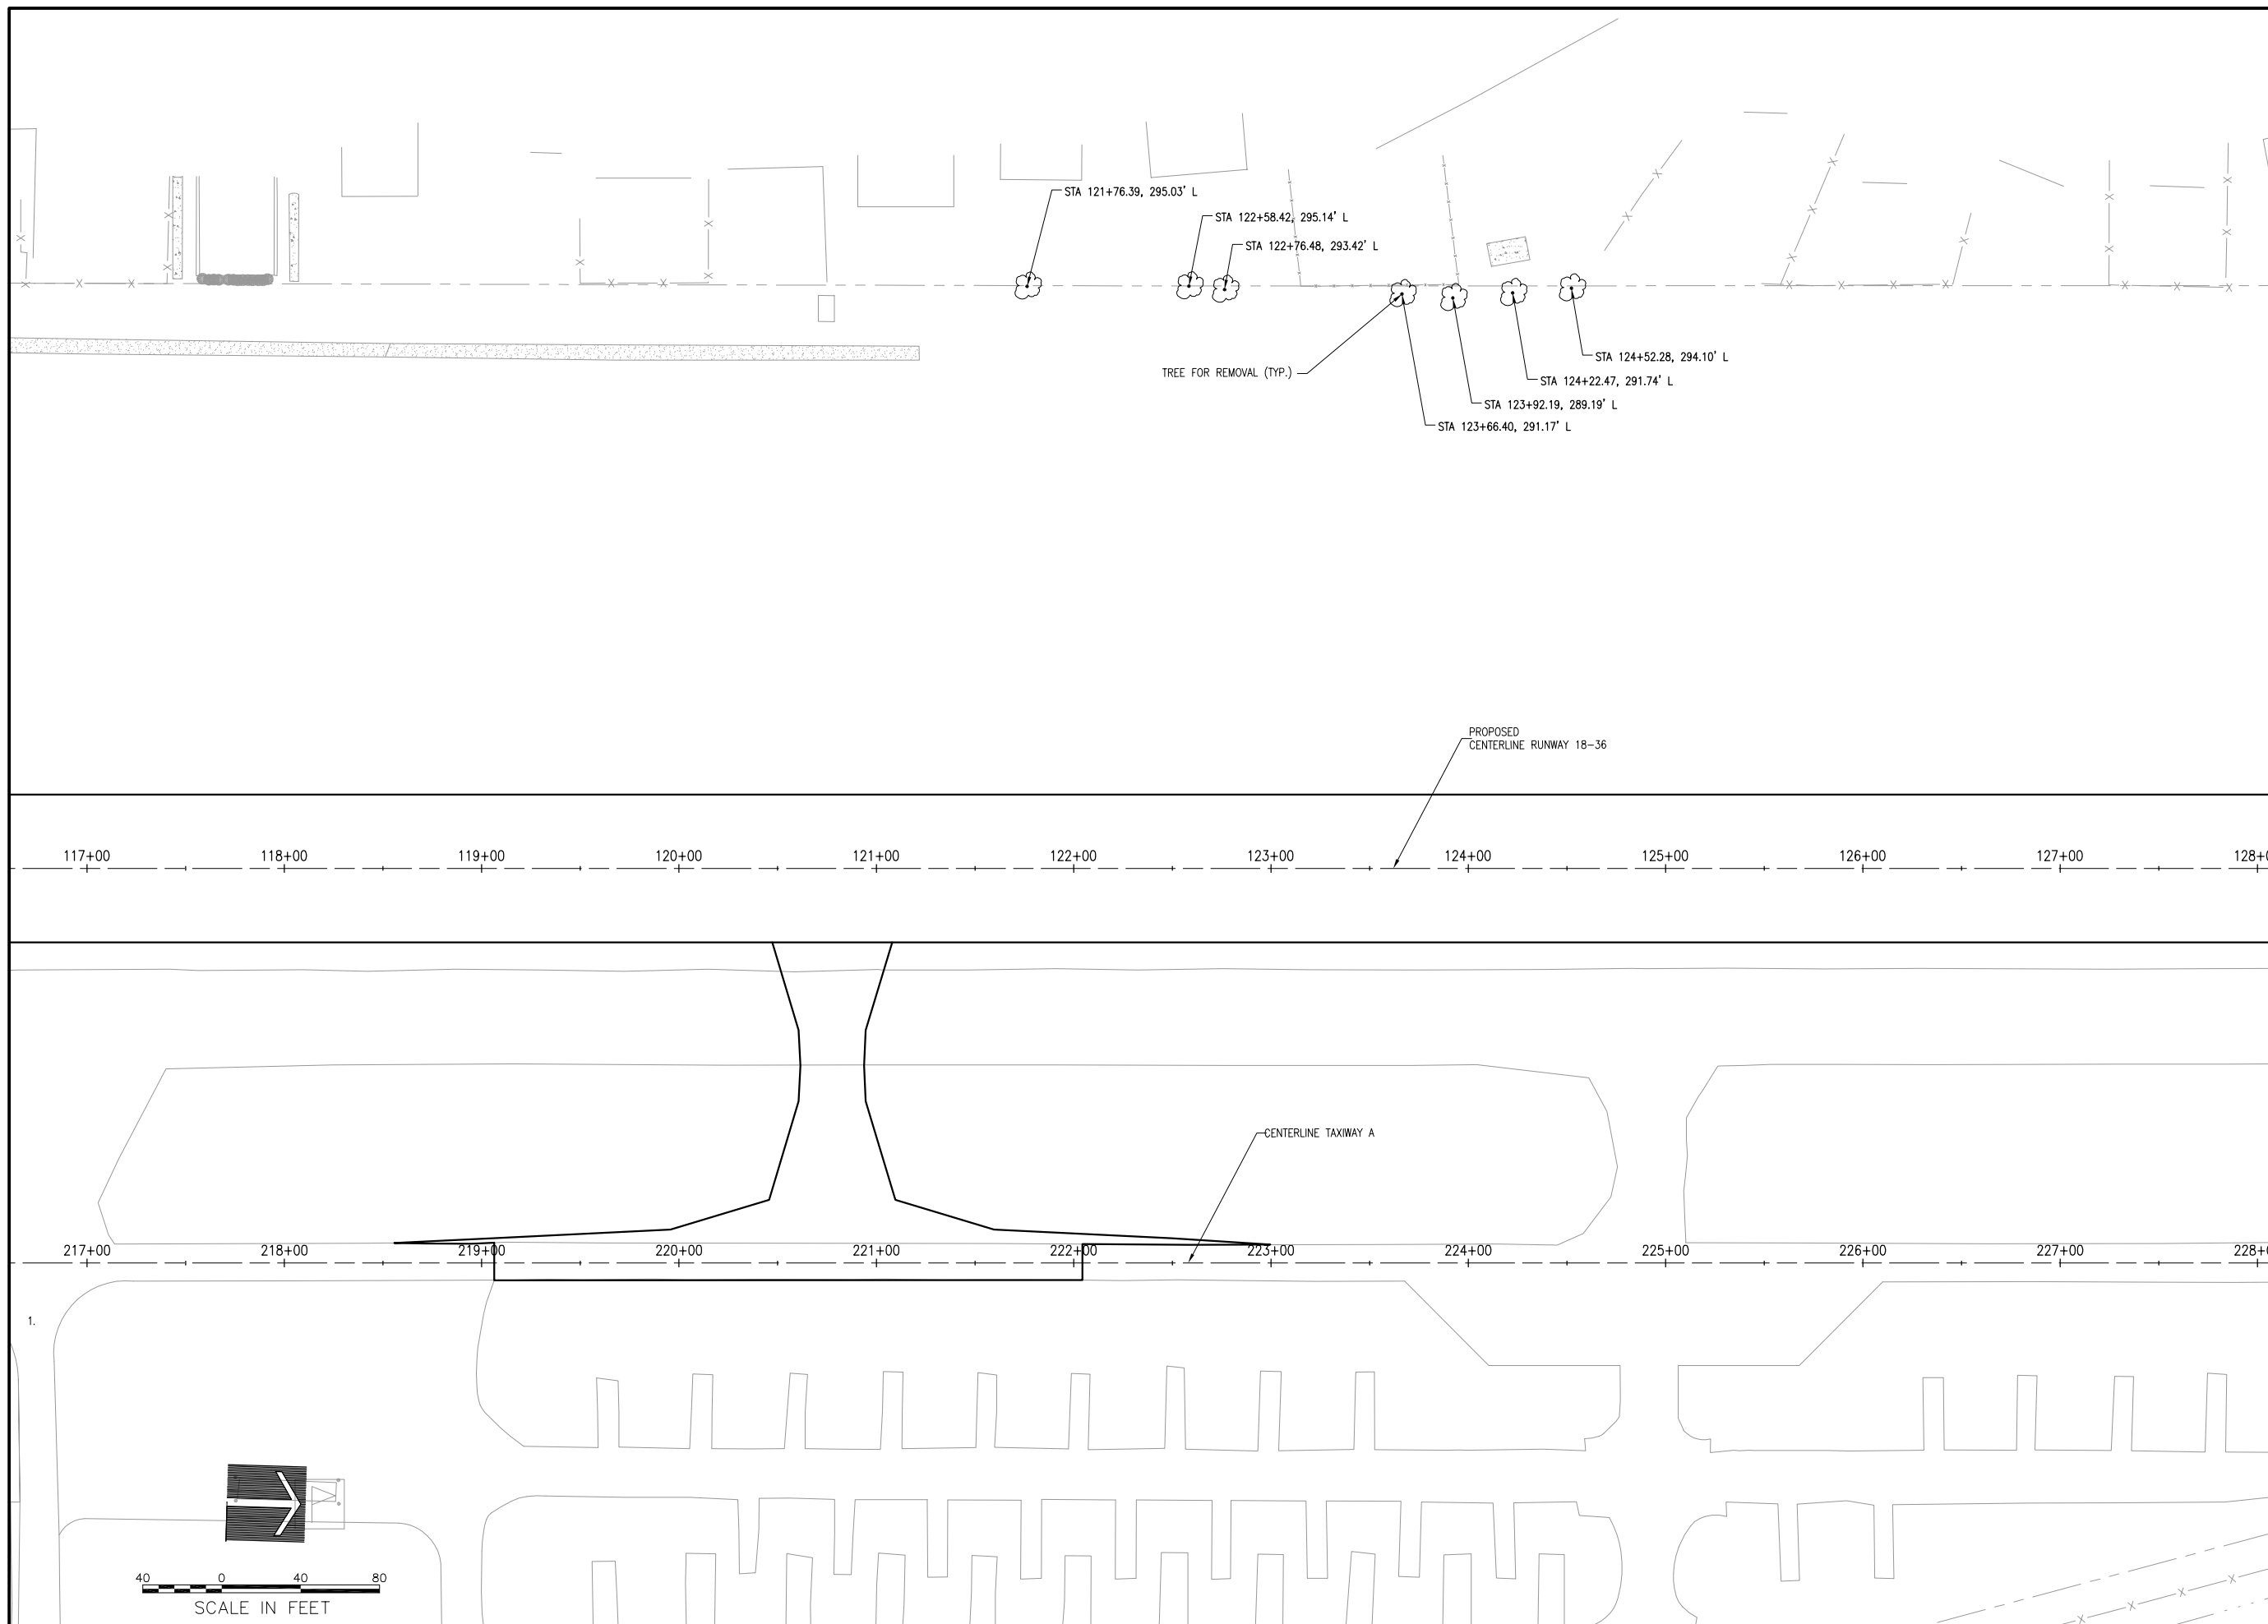 STA 121+76.39, 295.03' L
STA 122+58.42, 295.14' L
STA 122+76.48, 293.42' L
STA 124+52.28, 294.10' L
TREE FOR REMOVAL (TYP.)
STA 124+22.47, 291.74' L
STA 123+92.19, 289.19' L
STA 123+66.40, 291.17' L
PROPOSED
CENTERLINE RUNWAY 18-36
117+00 118+00 119+00 120+00 121+00 122+00 123+00 124+00 125+00 126+00 127+00 128+0
CENTERLINE TAXIWAY A
217+00 218+00 219+00 220+00 221+00 222+00 223+00 224+00 225+00 226+00 227+00 228+0
1.
40 0 40 80
SCALE IN FEET